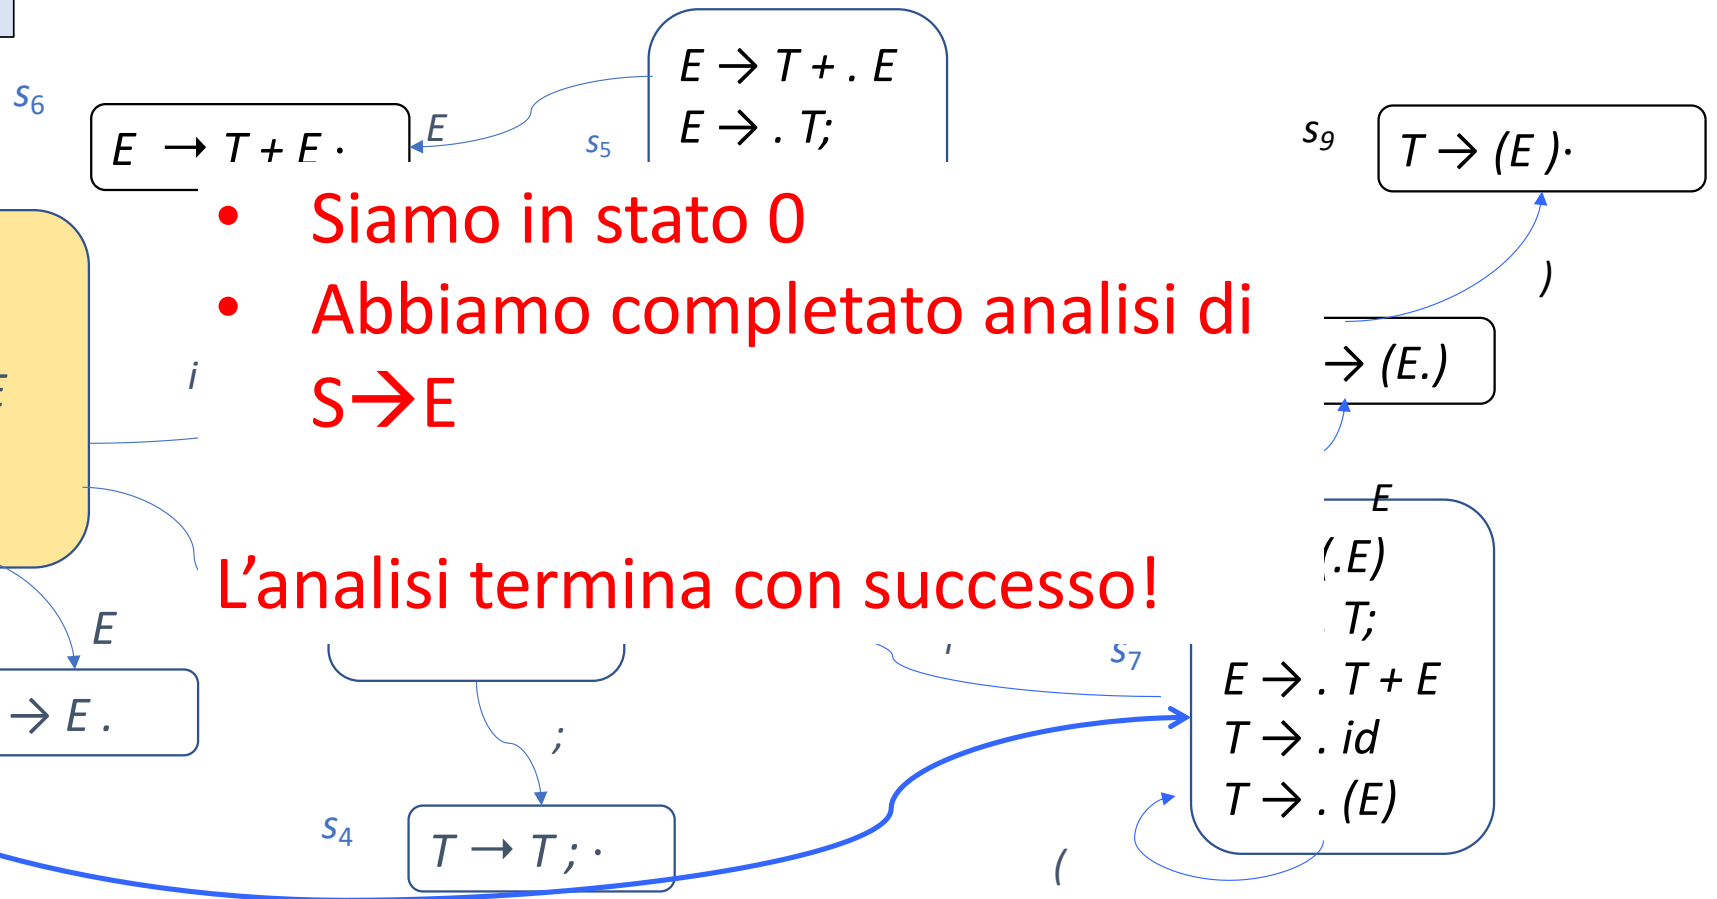 E → T + . E
E → . T;
s6
E → T + E ·
E
s5
s9
T → (E )·
• Siamo in stato 0
)
• Abbiamo completato analisi di
S→E
i
→ (E.)
E
(.E)
L’analisi termina con successo!
. T;
E
s7
E → . T + E
→ E .
T → . id
;
T → . (E)
s4
T → T ; ·
(